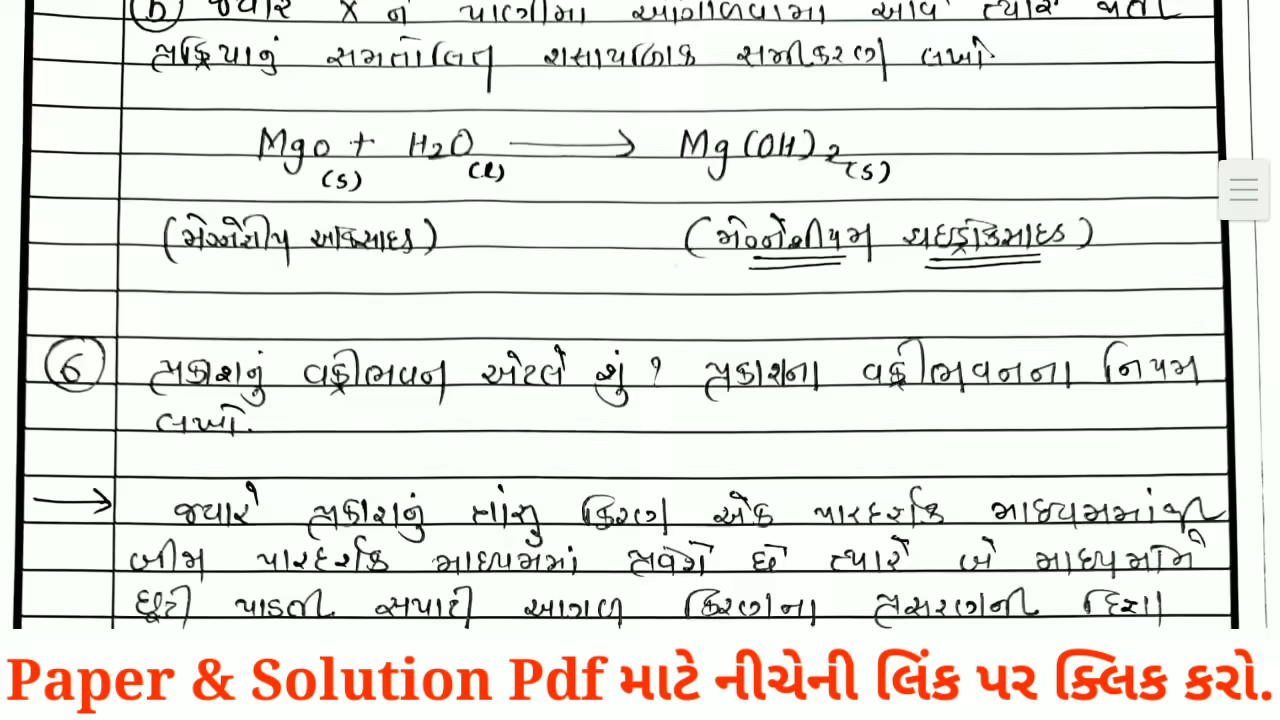 (b) જ્યારે X ને પાણીમાં ઓગાળવામાં આવે ત્યારે થતી
પ્રક્રિયાનું સમતોલિત રાસાયણિક સમીકરણ લખો.
MgO(s) + H2O(l) ⟶ Mg(OH)2(s)
(મેગ્નેશીય ઓક્સાઇડ) (મેગ્નેશીયમ હાઇડ્રોક્સાઇડ)
6 પ્રકાશનું વક્રીભવન એટલે શું? પ્રકાશના વક્રીભવનના નિયમ
લખો.
→ જ્યારે પ્રકાશનું ત્રાંસુ કિરણ એક પારદર્શક માધ્યમમાંથી
બીજા પારદર્શક માધ્યમમાં પ્રવેશે છે ત્યારે બે માધ્યમોને
છૂટી પાડતી સપાટી આગળ કિરણના પ્રસરણની દિશા
Paper & Solution Pdf માટે નીચેની લિંક પર ક્લિક કરો.